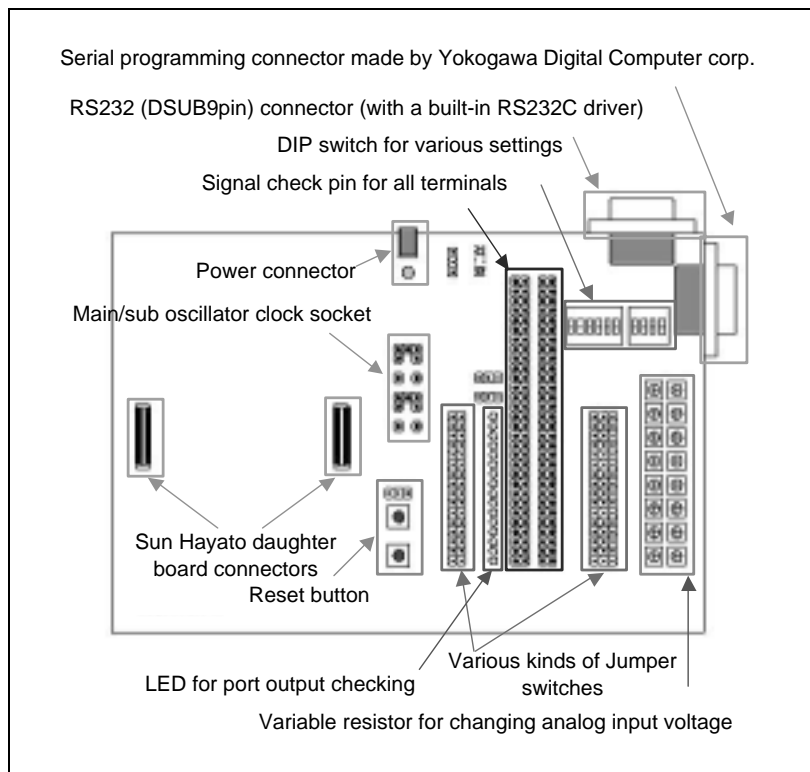 Serial programming connector made by Yokogawa Digital Computer corp.
RS232 (DSUB9pin) connector (with a built-in RS232C driver)
DIP switch for various settings
Signal check pin for all terminals
Power connector
Main/sub oscillator clock socket
Sun Hayato daughter
board connectors
Reset button
LED for port output checking
Various kinds of Jumper
switches
Variable resistor for changing analog input voltage